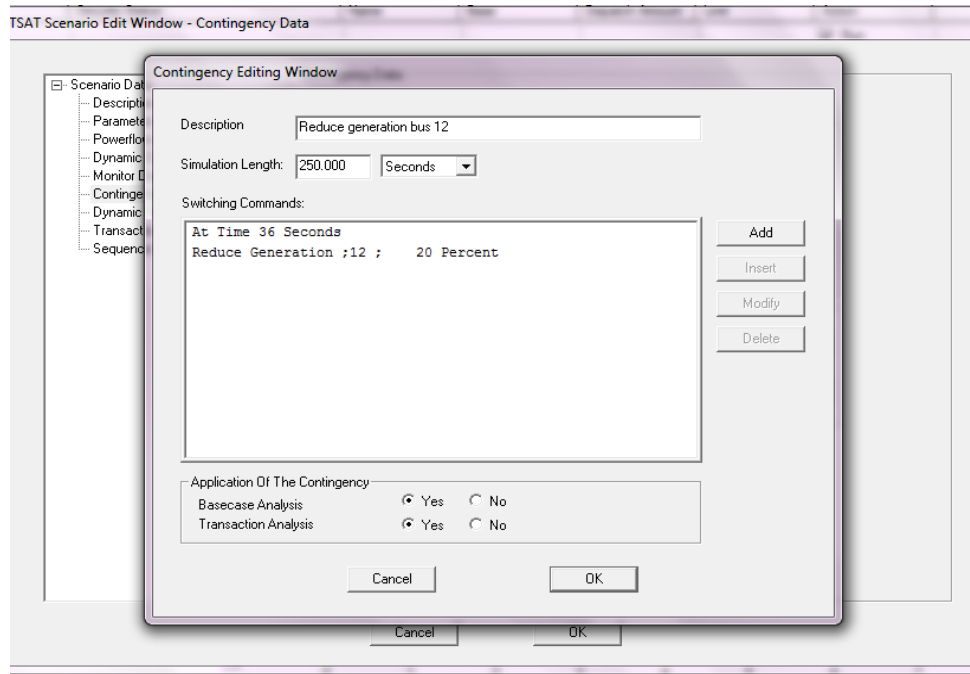 TSAT Scenario Edit Window - Contingency Data
Contingency Editing Window
Scenario Dat
Descripti
Paramete
Powerflo
Dynamic
Monitor D
Continge
Dynamic
Transact
Sequenc
Description
Reduce generation bus 12
Simulation Length:
250.000
Seconds
Switching Commands:
At Time 36 Seconds
Reduce Generation ;12 ;    20 Percent
Add
Insert
Modify
Delete
Application Of The Contingency
Basecase Analysis
Yes
No
Transaction Analysis
Yes
No
Cancel
OK
Cancel
OK